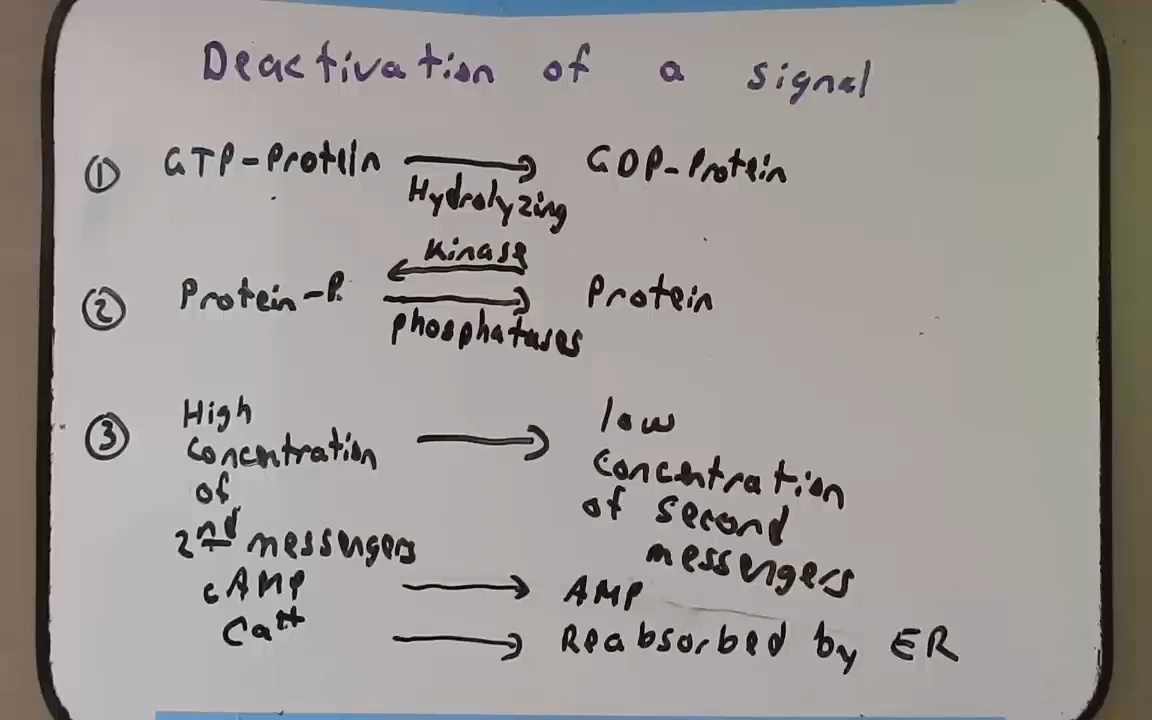 Deactivation of a signal
① GTP-Protein → GDP-Protein
Hydrolyzing
Kinase
←
② Protein-P. → Protein
phosphatases
③ High
concentration
of
2nd messengers
→
low
concentration
of second
messengers
cAMP → AMP
Ca++ → Reabsorbed by ER